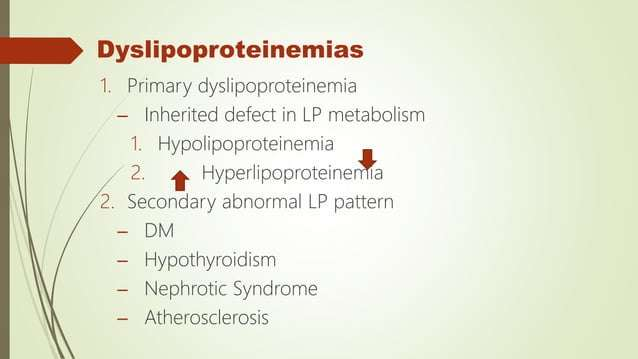 Dyslipoproteinemias
1. Primary dyslipoproteinemia
– Inherited defect in LP metabolism
1. Hypolipoproteinemia
2. Hyperlipoproteinemia
2. Secondary abnormal LP pattern
– DM
– Hypothyroidism
– Nephrotic Syndrome
– Atherosclerosis